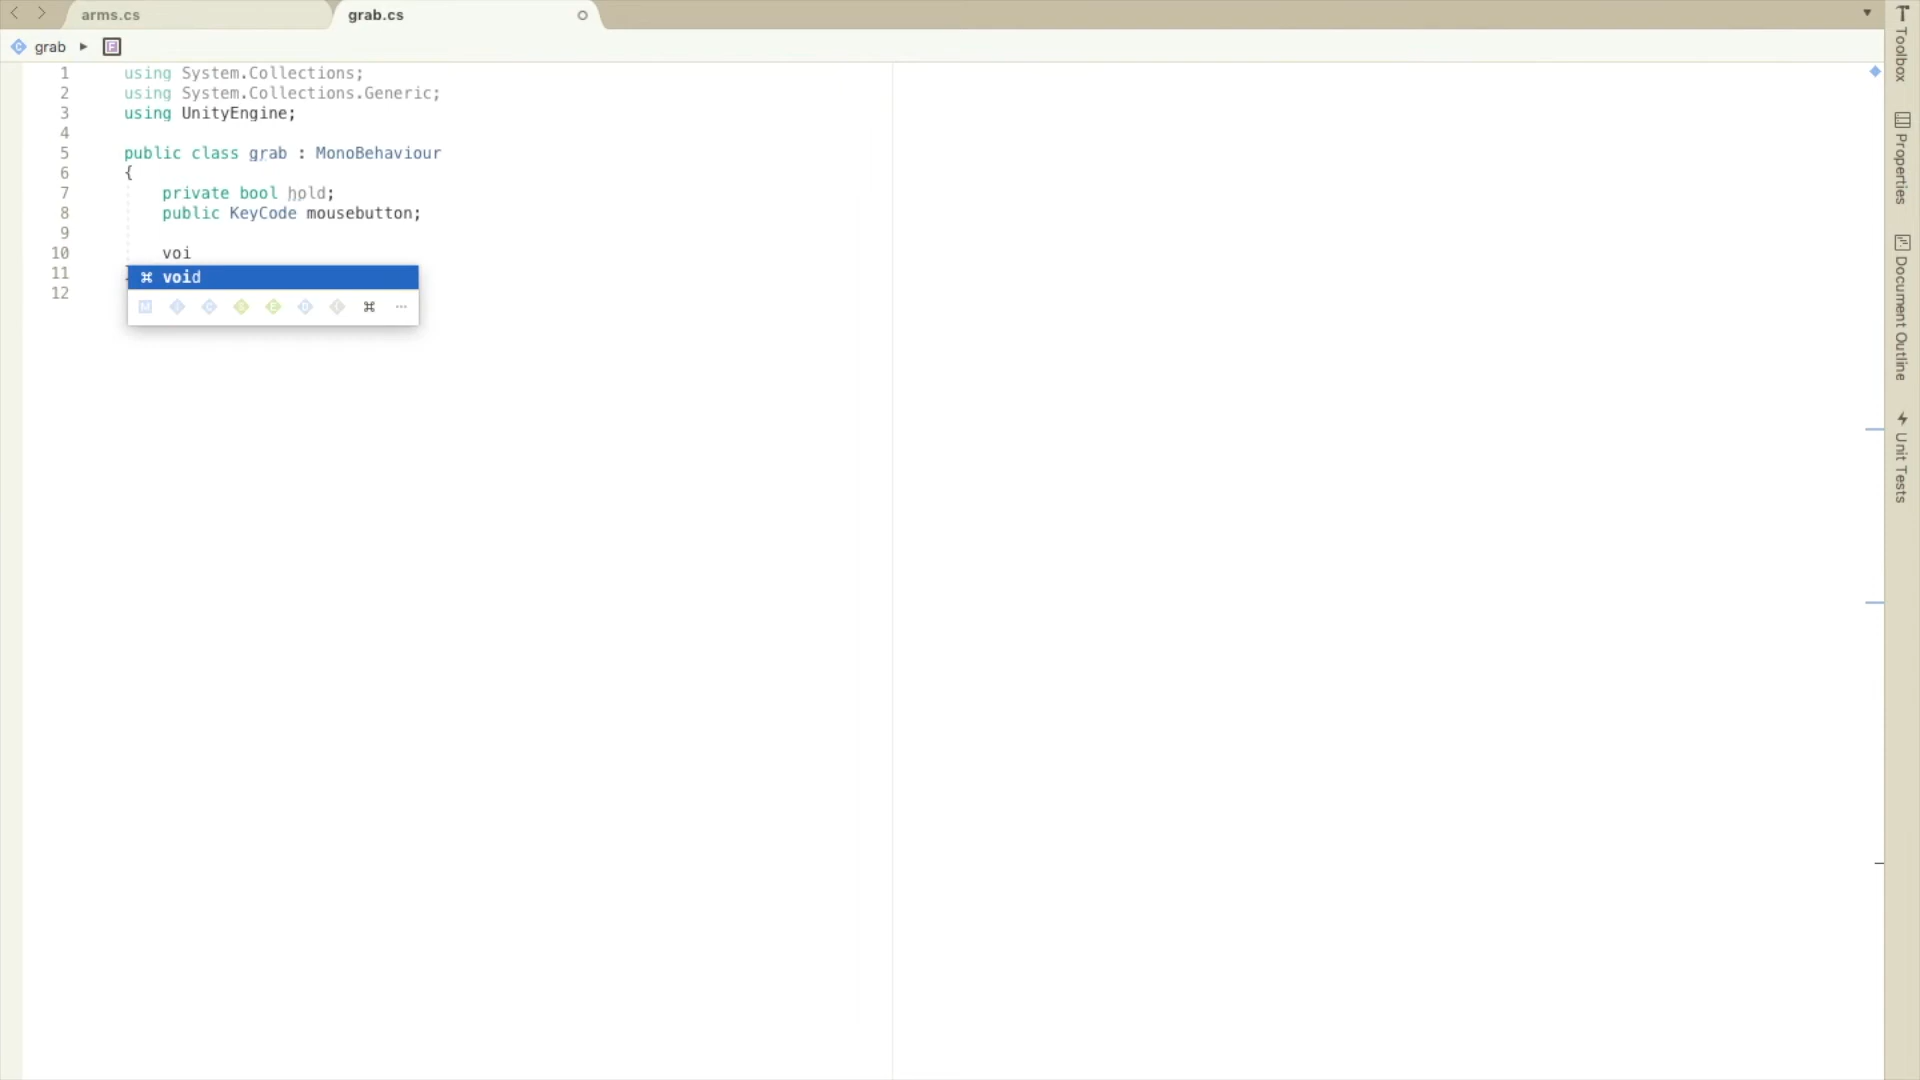 arms.cs
grab.cs
grab
1 using System.Collections;
2 using System.Collections.Generic;
3 using UnityEngine;
4
5 public class grab : MonoBehaviour
6 {
7 private bool hold;
8 public KeyCode mousebutton;
9
10 voi
11
12
⌘ void
M I C S E D ⌘ ...
Toolbox
Properties
Document Outline
Unit Tests